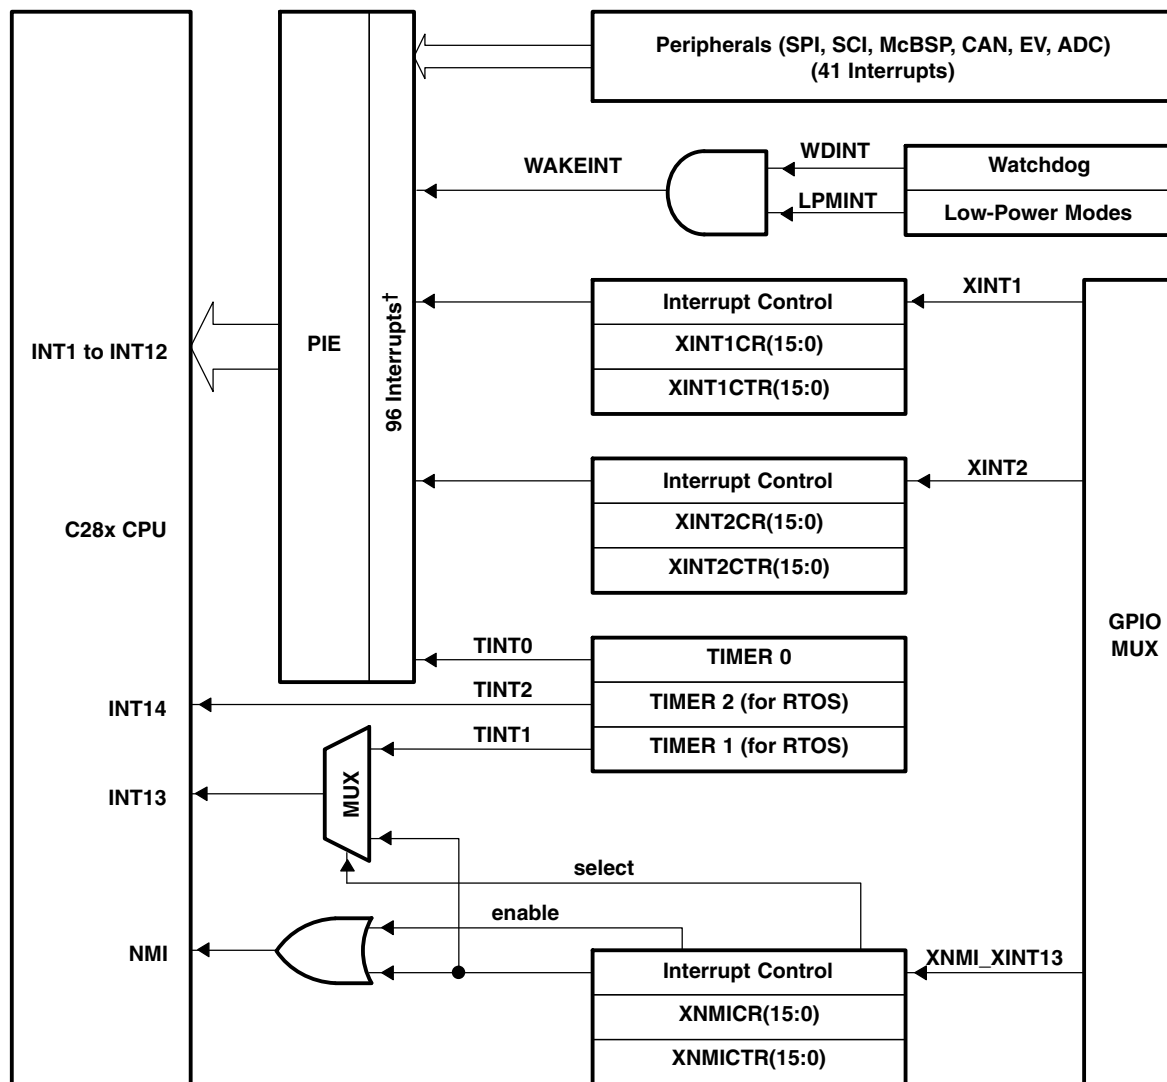 Peripherals (SPI, SCI, McBSP, CAN, EV, ADC)
(41 Interrupts)
WDINT
Watchdog
WAKEINT
LPMINT
Low-Power Modes
XINT1
Interrupt Control
XINT1CR(15:0)
XINT1CTR(15:0)
INT1 to INT12
PIE
96 Interrupts†
XINT2
Interrupt Control
XINT2CR(15:0)
XINT2CTR(15:0)
C28x CPU
GPIO
MUX
TINT0
TIMER 0
TINT2
TIMER 2 (for RTOS)
INT14
TINT1
TIMER 1 (for RTOS)
INT13
MUX
select
enable
NMI
XNMI_XINT13
Interrupt Control
XNMICR(15:0)
XNMICTR(15:0)